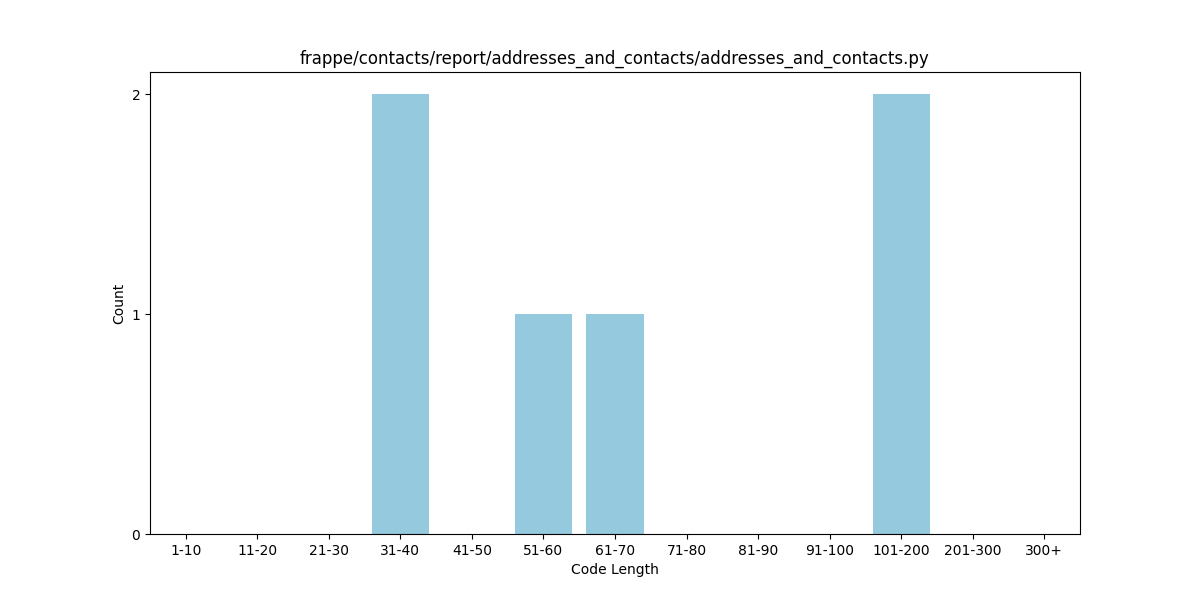 frappe/contacts/report/addresses_and_contacts/addresses_and_contacts.py
2
1
0
Count
1-10 11-20 21-30 31-40 41-50 51-60 61-70 71-80 81-90 91-100 101-200 201-300 300+
Code Length